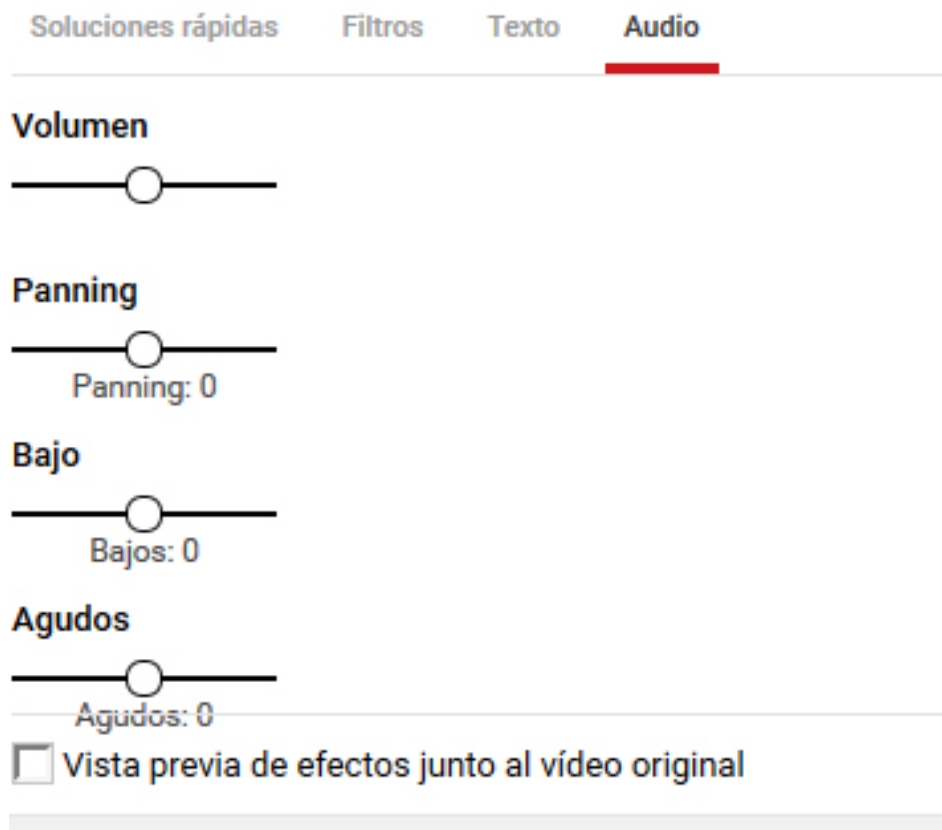 Soluciones rápidas Filtros Texto Audio
Volumen
Panning
Panning: 0
Bajo
Bajos: 0
Agudos
Agudos: 0
Vista previa de efectos junto al vídeo original